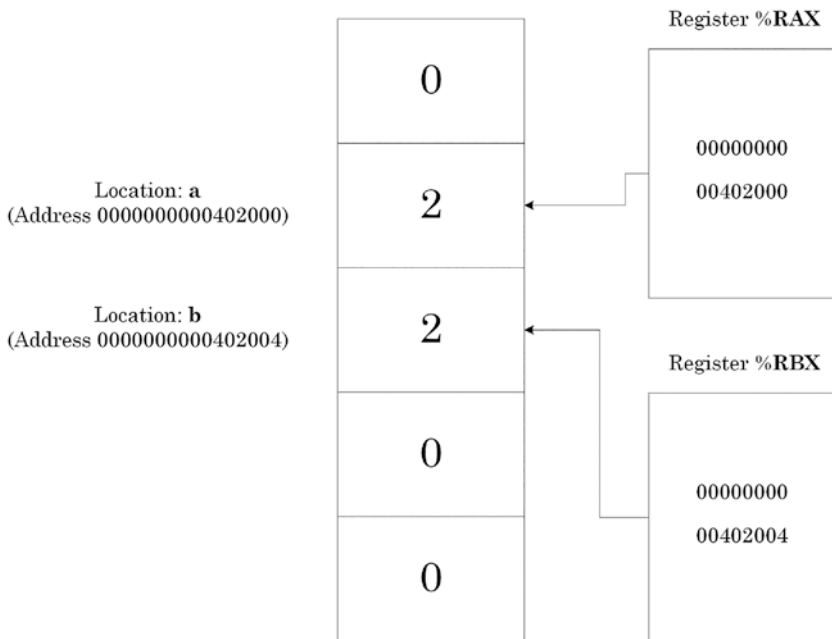 Register %RAX
0
00000000
2
Location: a
(Address 0000000000402000)
00402000
Location: b
(Address 0000000000402004)
2
Register %RBX
0
00000000
00402004
0